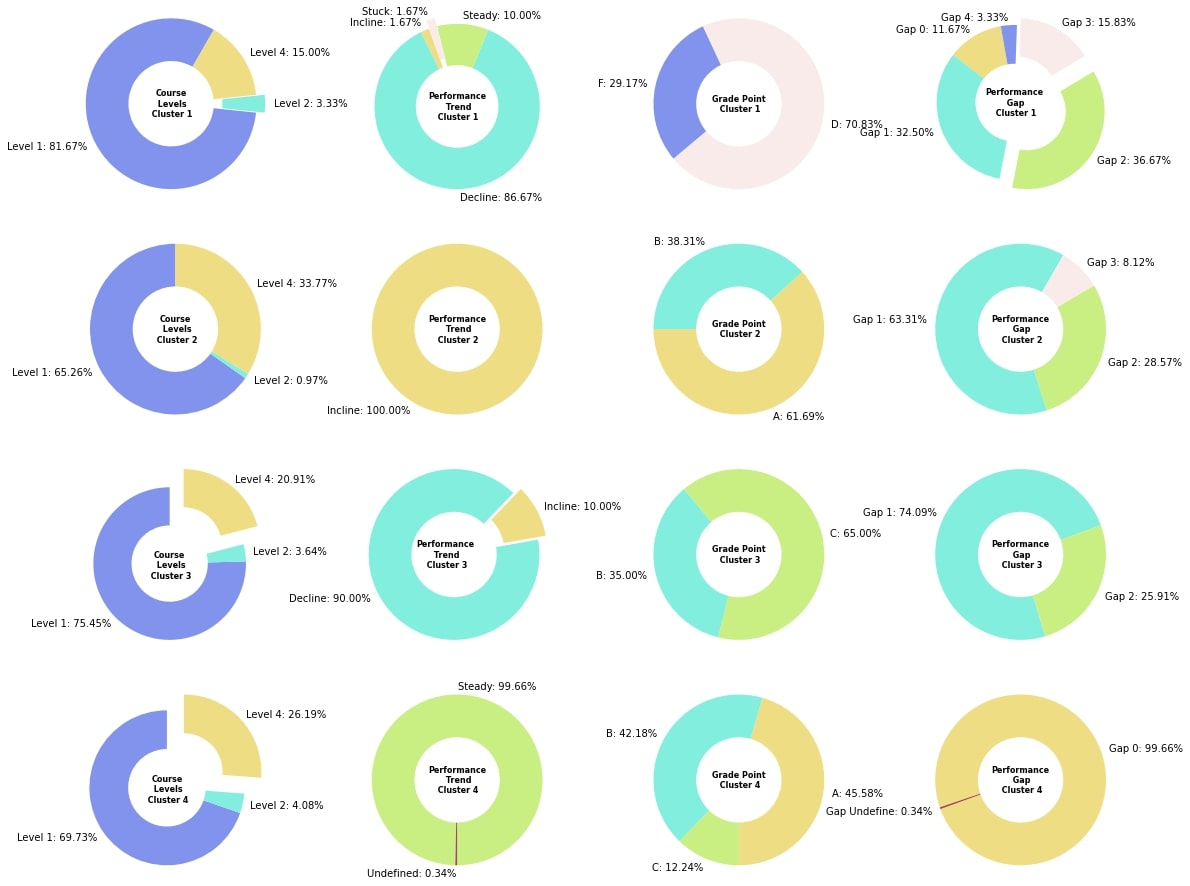 Level 4: 15.00%
Course
Levels
Cluster 1
Level 2: 3.33%
Level 1: 81.67%
Stuck: 1.67%
Steady: 10.00%
Incline: 1.67%
Performance
Trend
Cluster 1
Decline: 86.67%
F: 29.17%
Grade Point
Cluster 1
D: 70.83%
Gap 4: 3.33%
Gap 3: 15.83%
Gap 0: 11.67%
Performance
Gap
Cluster 1
Gap 1: 32.50%
Gap 2: 36.67%
Level 4: 33.77%
Course
Levels
Cluster 2
Level 1: 65.26%
Level 2: 0.97%
Performance
Trend
Cluster 2
Incline: 100.00%
B: 38.31%
Grade Point
Cluster 2
A: 61.69%
Gap 3: 8.12%
Gap 1: 63.31%
Performance
Gap
Cluster 2
Gap 2: 28.57%
Level 4: 20.91%
Level 2: 3.64%
Course
Levels
Cluster 3
Level 1: 75.45%
Incline: 10.00%
Performance
Trend
Cluster 3
Decline: 90.00%
C: 65.00%
Grade Point
Cluster 3
B: 35.00%
Gap 1: 74.09%
Performance
Gap
Cluster 3
Gap 2: 25.91%
Level 4: 26.19%
Course
Levels
Cluster 4
Level 2: 4.08%
Level 1: 69.73%
Steady: 99.66%
Performance
Trend
Cluster 4
Undefined: 0.34%
B: 42.18%
Grade Point
Cluster 4
A: 45.58%
C: 12.24%
Gap 0: 99.66%
Performance
Gap
Cluster 4
Gap Undefine: 0.34%